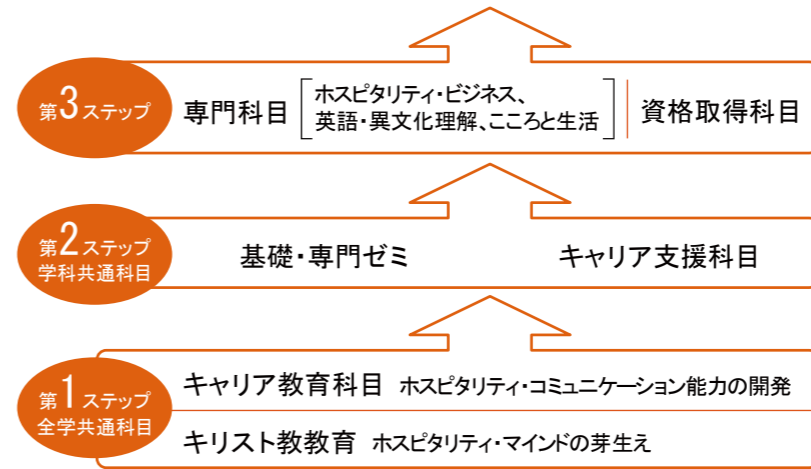 第3ステップ
専門科目
ホスピタリティ・ビジネス、
英語・異文化理解、こころと生活
資格取得科目
第2ステップ
学科共通科目
基礎・専門ゼミ
キャリア支援科目
第1ステップ
全学共通科目
キャリア教育科目 ホスピタリティ・コミュニケーション能力の開発
キリスト教教育 ホスピタリティ・マインドの芽生え